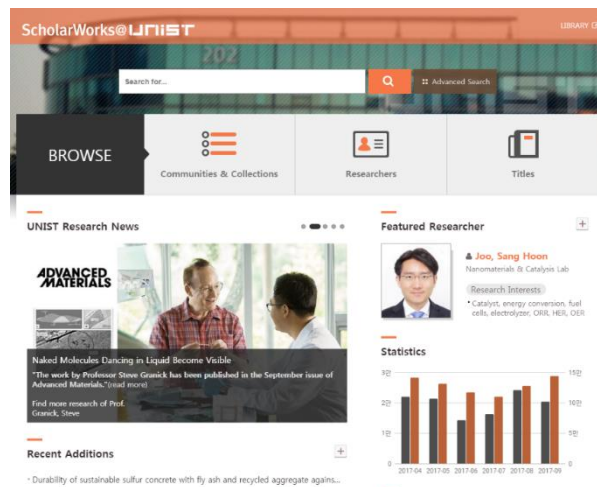 ScholarWorks@UNIST
LIBRARY
202
Search for...
Advanced Search
BROWSE
Communities & Collections
Researchers
Titles
UNIST Research News
ADVANCED
MATERIALS
Naked Molecules Dancing in Liquid Become Visible
"The work by Professor Steve Granick has been published in the September issue of
Advanced Materials."(read more)
Find more research of Prof.
Granick, Steve
Recent Additions
· Durability of sustainable sulfur concrete with fly ash and recycled aggregate agains...
Featured Researcher
Joo, Sang Hoon
Nanomaterials & Catalysis Lab
Research Interests
• Catalyst, energy conversion, fuel
cells, electrolyzer, ORR, HER, OER
Statistics
3만
2만
1만
0
15만
10만
5만
0
2017-04 2017-05 2017-06 2017-07 2017-08 2017-09